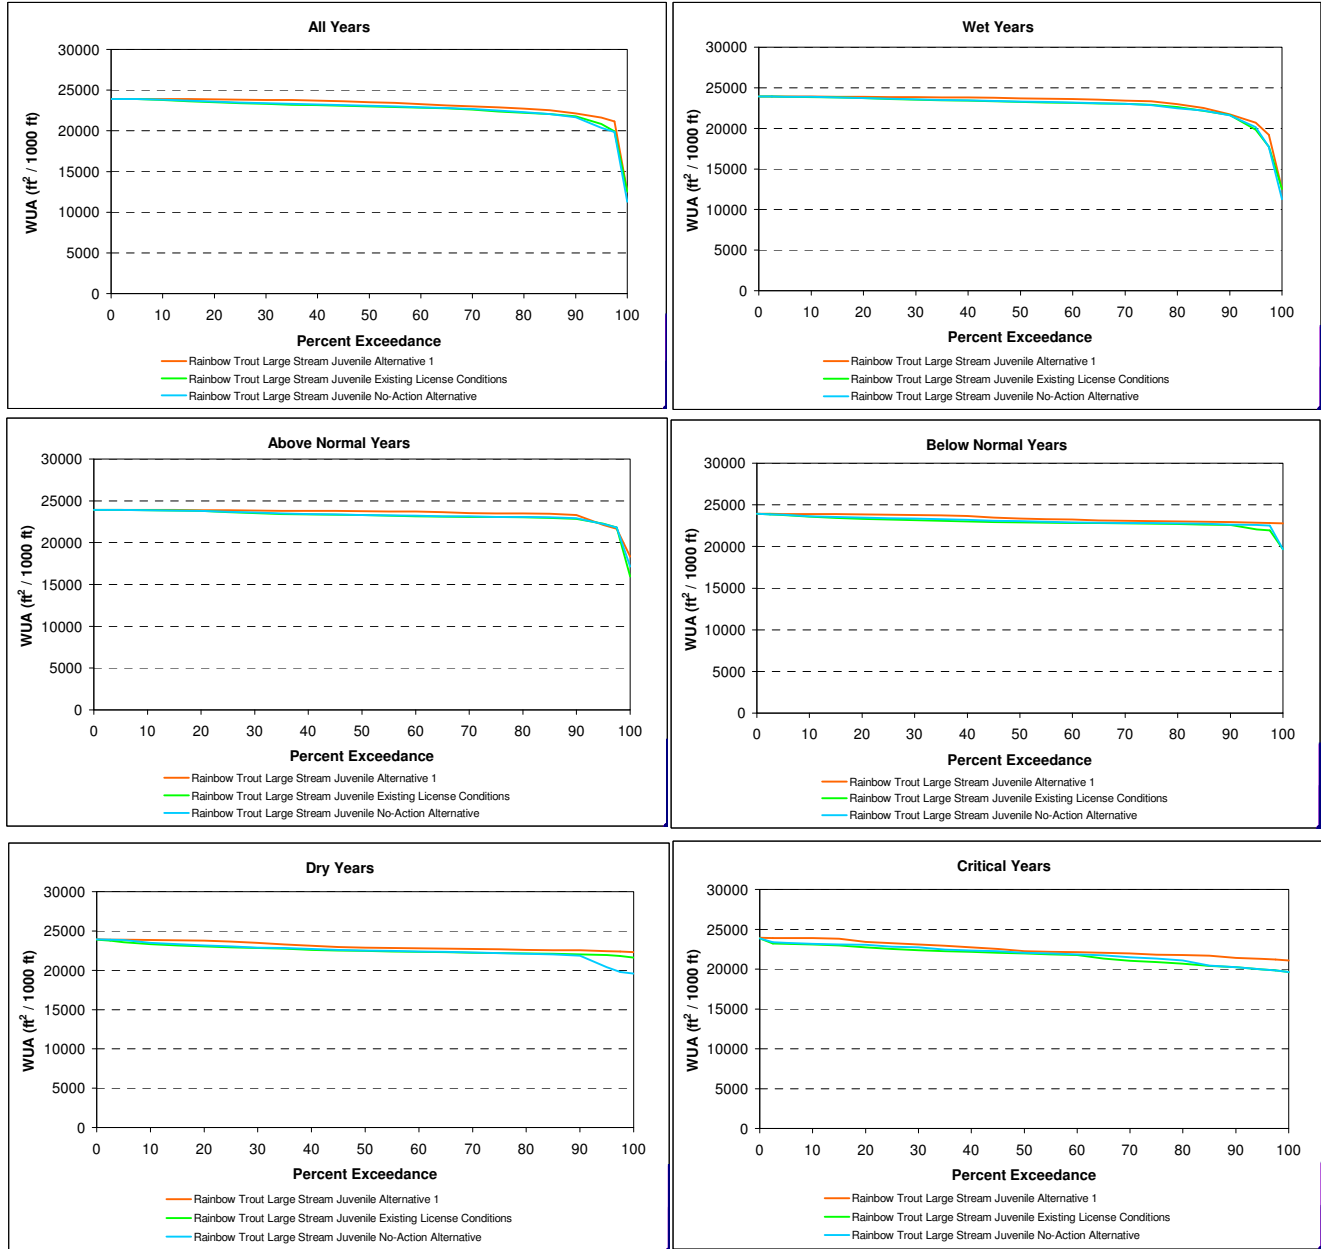 All Years
30000
25000
20000
15000
10000
5000
0
WUA (ft² / 1000 ft)
0 10 20 30 40 50 60 70 80 90 100
Percent Exceedance
Rainbow Trout Large Stream Juvenile Alternative 1
Rainbow Trout Large Stream Juvenile Existing License Conditions
Rainbow Trout Large Stream Juvenile No-Action Alternative
Wet Years
30000
25000
20000
15000
10000
5000
0
WUA (ft² / 1000 ft)
0 10 20 30 40 50 60 70 80 90 100
Percent Exceedance
Rainbow Trout Large Stream Juvenile Alternative 1
Rainbow Trout Large Stream Juvenile Existing License Conditions
Rainbow Trout Large Stream Juvenile No-Action Alternative
Above Normal Years
30000
25000
20000
15000
10000
5000
0
WUA (ft² / 1000 ft)
0 10 20 30 40 50 60 70 80 90 100
Percent Exceedance
Rainbow Trout Large Stream Juvenile Alternative 1
Rainbow Trout Large Stream Juvenile Existing License Conditions
Rainbow Trout Large Stream Juvenile No-Action Alternative
Below Normal Years
30000
25000
20000
15000
10000
5000
0
WUA (ft² / 1000 ft)
0 10 20 30 40 50 60 70 80 90 100
Percent Exceedance
Rainbow Trout Large Stream Juvenile Alternative 1
Rainbow Trout Large Stream Juvenile Existing License Conditions
Rainbow Trout Large Stream Juvenile No-Action Alternative
Dry Years
30000
25000
20000
15000
10000
5000
0
WUA (ft² / 1000 ft)
0 10 20 30 40 50 60 70 80 90 100
Percent Exceedance
Rainbow Trout Large Stream Juvenile Alternative 1
Rainbow Trout Large Stream Juvenile Existing License Conditions
Rainbow Trout Large Stream Juvenile No-Action Alternative
Critical Years
30000
25000
20000
15000
10000
5000
0
WUA (ft² / 1000 ft)
0 10 20 30 40 50 60 70 80 90 100
Percent Exceedance
Rainbow Trout Large Stream Juvenile Alternative 1
Rainbow Trout Large Stream Juvenile Existing License Conditions
Rainbow Trout Large Stream Juvenile No-Action Alternative